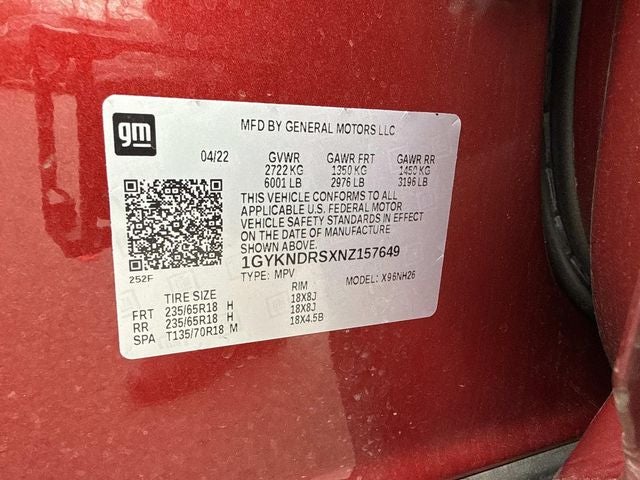 gm
MFD BY GENERAL MOTORS LLC
04/22 GVWR GAWR FRT GAWR RR
2722 KG 1350 KG 1450 KG
6001 LB 2976 LB 3196 LB
THIS VEHICLE CONFORMS TO ALL
APPLICABLE U.S. FEDERAL MOTOR
VEHICLE SAFETY STANDARDS IN EFFECT
ON THE DATE OF MANUFACTURE
SHOWN ABOVE.
1GYKNDRSXNZ157649
252F TYPE: MPV MODEL: X96NH26
TIRE SIZE RIM
FRT 235/65R18 H 18X8J
RR 235/65R18 H 18X8J
SPA T135/70R18 M 18X4.5B